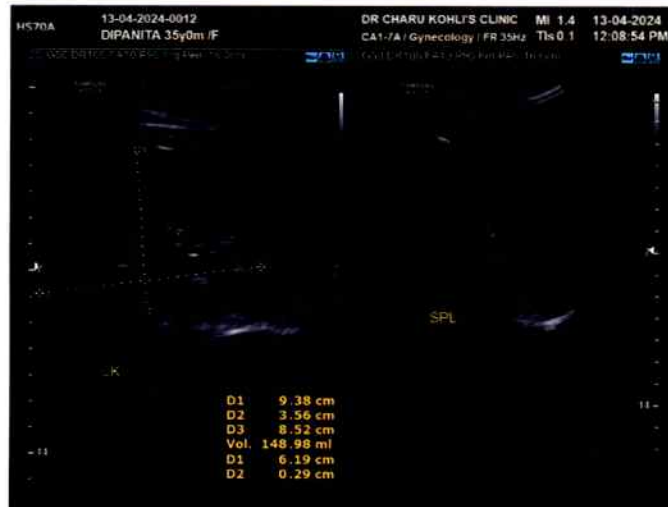 HS70A
13-04-2024-0012
DIPANITA 35y0m /F
DR CHARU KOHLI'S CLINIC MI 1.4 13-04-2024
CA1-7A / Gynecology / FR 35Hz TIs 0.1 12:08:54 PM
LK
SPL
D1 9.38 cm
D2 3.56 cm
D3 8.52 cm
Vol. 148.98 ml
D1 6.19 cm
D2 0.29 cm
11
14